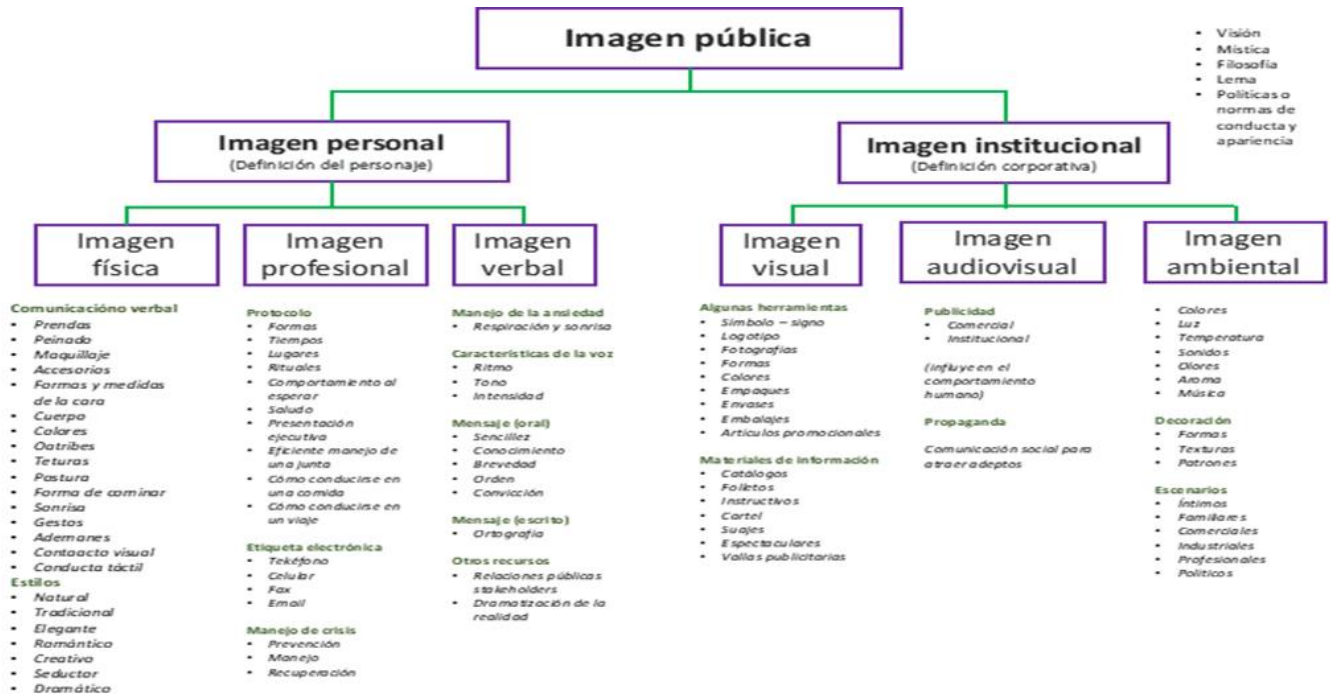 Imagen pública
• Visión
• Mística
• Filosofía
• Lema
• Políticas o
normas de
conducta y
apariencia
Imagen personal
(Definición del personaje)
Imagen institucional
(Definición corporativa)
Imagen
física
Comunicacióno verbal
• Prendas
• Peinado
• Maquillaje
• Accesorios
• Formas y medidas
de la cara
• Cuerpo
• Colores
• Oatribes
• Teturas
• Postura
• Forma de caminar
• Sonrisa
• Gestos
• Ademanes
• Contaacto visual
• Conducta táctil
Estilos
• Natural
• Tradicional
• Elegante
• Romántico
• Creativo
• Seductor
• Dramático
Imagen
profesional
Protocolo
• Formas
• Tiempos
• Lugares
• Rituales
• Comportamiento al
esperar
• Saludo
• Presentación
ejecutiva
• Eficiente manejo de
una junta
• Cómo conducirse en
una comida
• Cómo conducirse en
un viaje
Etiqueta electrónica
• Tekéfono
• Celular
• Fax
• Email
Manejo de crisis
• Prevención
• Manejo
• Recuperación
Imagen
verbal
Manejo de la ansiedad
• Respiración y sonrisa
Características de la voz
• Ritmo
• Tono
• Intensidad
Mensaje (oral)
• Sencillez
• Conocimiento
• Brevedad
• Orden
• Convicción
Mensaje (escrito)
• Ortografía
Otros recursos
• Relaciones públicas
stakeholders
• Dramatización de la
realidad
Imagen
visual
Algunas herramientas
• Símbolo – signo
• Logotipo
• Fotografías
• Formas
• Colores
• Empaques
• Envases
• Embalajes
• Artículos promocionales
Materiales de información
• Catálogos
• Folletos
• Instructivos
• Cartel
• Suajes
• Espectaculares
• Vallas publicitarias
Imagen
audiovisual
Publicidad
• Comercial
• Institucional
(influye en el
comportamiento
humano)
Propaganda
Comunicación social para
atraer adeptos
Imagen
ambiental
• Colores
• Luz
• Temperatura
• Sonidos
• Olores
• Aroma
• Música
Decoración
• Formas
• Texturas
• Patrones
Escenarios
• Íntimos
• Familiares
• Comerciales
• Industriales
• Profesionales
• Políticos